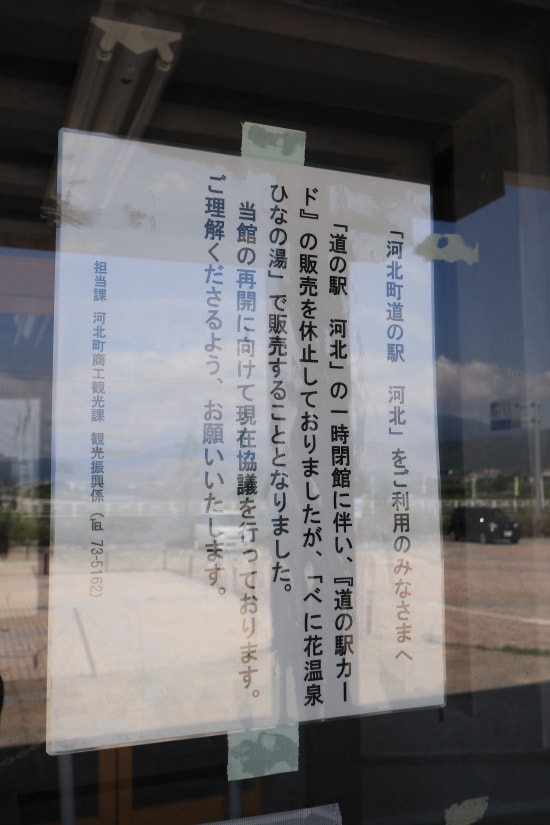 「河北町道の駅　河北」をご利用のみなさまへ
「道の駅　河北」の一時閉館に伴い、『道の駅カー
ド』の販売を休止しておりましたが、「べに花温泉
ひなの湯」で販売することとなりました。
　当館の再開に向けて現在協議を行っております。
ご理解くださるよう、お願いいたします。
担当課　河北町商工観光課　観光振興係（℡　73-5162）